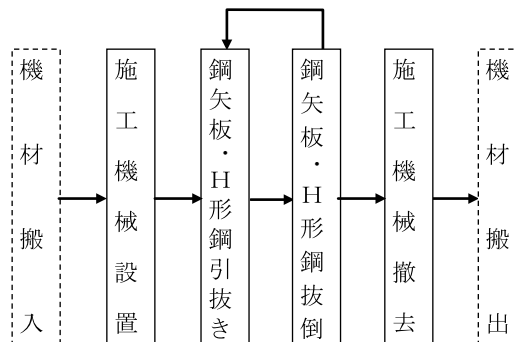 機材搬入
施工機械設置
鋼矢板・H形鋼引抜き
鋼矢板・H形鋼抜倒
施工機械撤去
機材搬出